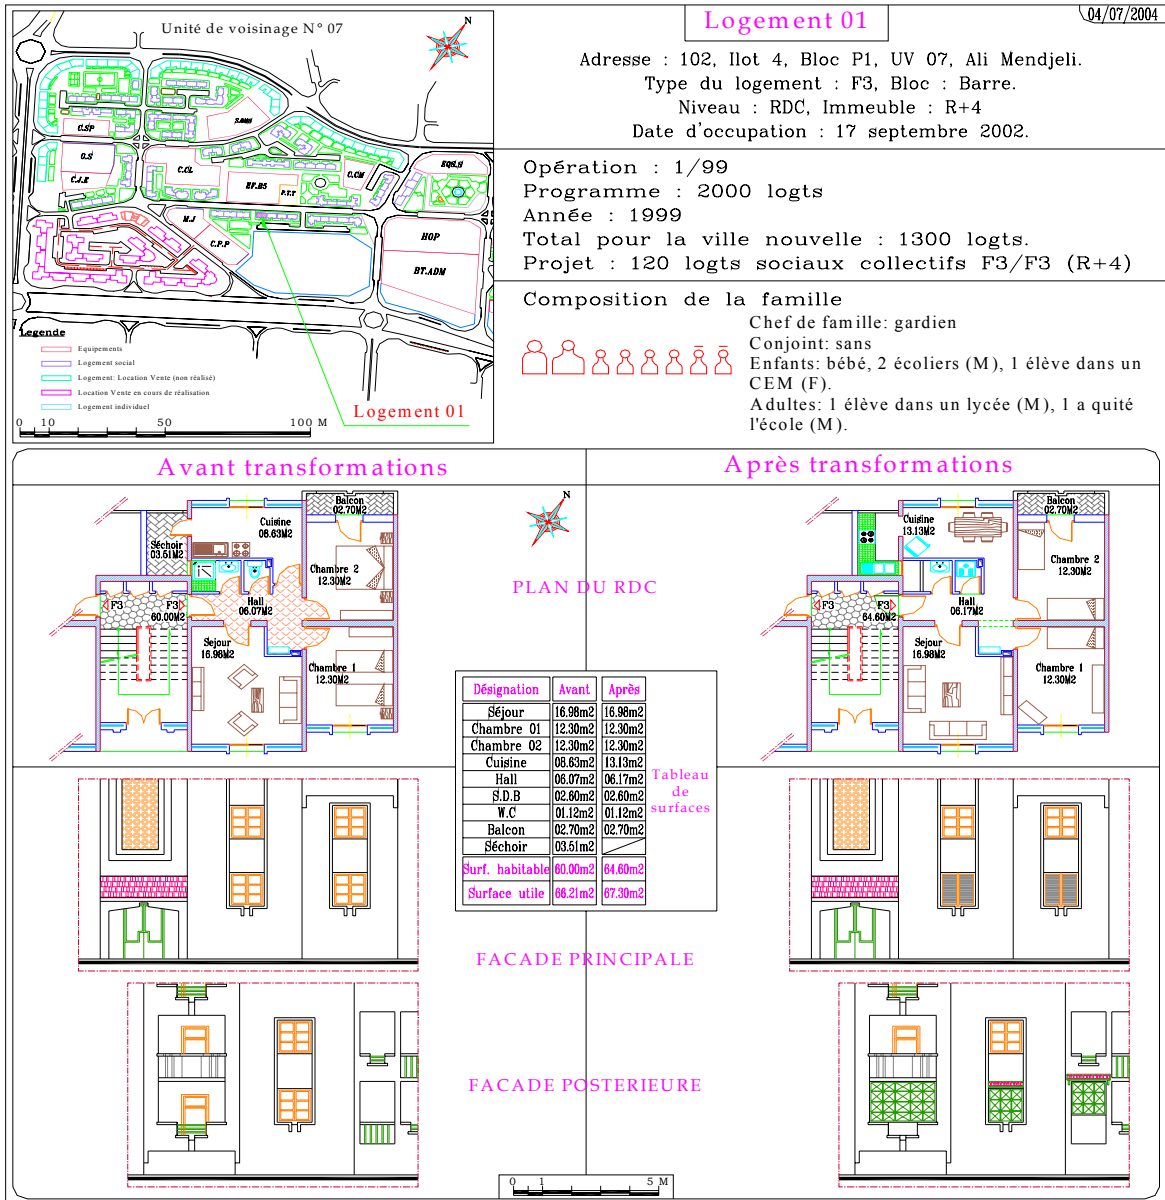 04/07/2004
Unité de voisinage N° 07
N
C.SP
S.OMS
O.S
C.J.E
C.CL
EF.B5
P.T.T
C.CM
EQS.S
M.J
C.P.P
HOP
BT.ADM
Legende
Equipements
Logement social
Logement: Location Vente (non réalisé)
Location Vente en cours de réalisation
Logement individuel
Logement 01
0 10 50 100 M
Logement 01
Adresse : 102, Ilot 4, Bloc P1, UV 07, Ali Mendjeli.
Type du logement : F3, Bloc : Barre.
Niveau : RDC, Immeuble : R+4
Date d'occupation : 17 septembre 2002.
Opération : 1/99
Programme : 2000 logts
Année : 1999
Total pour la ville nouvelle : 1300 logts.
Projet : 120 logts sociaux collectifs F3/F3 (R+4)
Composition de la famille
Chef de famille: gardien
Conjoint: sans
Enfants: bébé, 2 écoliers (M), 1 élève dans un
CEM (F).
Adultes: 1 élève dans un lycée (M), 1 a quité
l'école (M).
Avant transformations
Après transformations
Balcon
02.70M2
Cuisine
08.63M2
Séchoir
03.51M2
Chambre 2
12.30M2
F3
F3
60.00M2
Hall
06.07M2
Sejour
16.98M2
Chambre 1
12.30M2
N
PLAN DU RDC
Balcon
02.70M2
Cuisine
13.13M2
Chambre 2
12.30M2
F3
F3
64.60M2
Hall
06.17M2
Sejour
16.98M2
Chambre 1
12.30M2
Désignation Avant Après
Séjour 16.98m2 16.98m2
Chambre 01 12.30m2 12.30m2
Chambre 02 12.30m2 12.30m2
Cuisine 08.63m2 13.13m2
Hall 06.07m2 06.17m2
S.D.B 02.60m2 02.60m2
W.C 01.12m2 01.12m2
Balcon 02.70m2 02.70m2
Séchoir 03.51m2
Surf. habitable 60.00m2 64.60m2
Surface utile 66.21m2 67.30m2
Tableau
de
surfaces
FACADE PRINCIPALE
FACADE POSTERIEURE
0 1 5 M